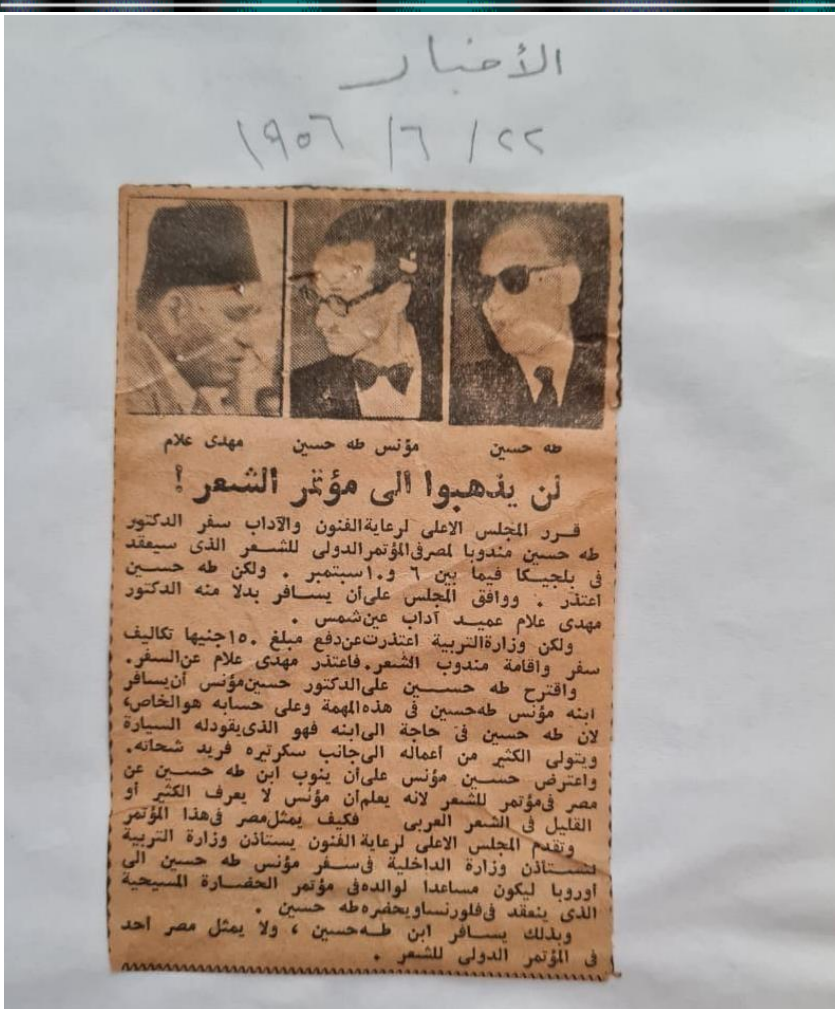 الأخبار
٢٢ / ٦ / ١٩٥٦
طه حسين مؤنس طه حسين مهدى علام
لن يذهبوا الى مؤتمر الشعر !
قرر المجلس الاعلى لرعاية الفنون والآداب سفر الدكتور
طه حسين مندوبا لمصر فى المؤتمر الدولى للشعر الذى سيعقد
فى بلجيكا فيما بين ٦ و ١٠ سبتمبر . ولكن طه حسين
اعتذر . ووافق المجلس على أن يسافر بدلا منه الدكتور
مهدى علام عميد آداب عين شمس .
ولكن وزارة التربية اعتذرت عن دفع مبلغ ١٥٠ جنيها تكاليف
سفر واقامة مندوب الشعر . فاعتذر مهدى علام عن السفر .
واقترح طه حسين على الدكتور حسين مؤنس أن يسافر
ابنه مؤنس طه حسين فى هذه المهمة وعلى حسابه هو الخاص ،
لان طه حسين فى حاجة الى ابنه فهو الذى يقود له السيارة
ويتولى الكثير من أعماله الى جانب سكرتيره فريد شحاته .
واعترض حسين مؤنس على أن ينوب ابن طه حسين عن
مصر فى مؤتمر للشعر لانه يعلم أن مؤنس لا يعرف الكثير أو
القليل فى الشعر العربى فكيف يمثل مصر فى هذا المؤتمر
وتقدم المجلس الاعلى لرعاية الفنون يستاذن وزارة التربية
لتستاذن وزارة الداخلية فى سفر مؤنس طه حسين الى
اوروبا ليكون مساعدا لوالده فى مؤتمر الحضارة المسيحية
الذى ينعقد فى فلورنسا ويحضره طه حسين .
وبذلك يسافر ابن طه حسين ، ولا يمثل مصر أحد
فى المؤتمر الدولى للشعر .